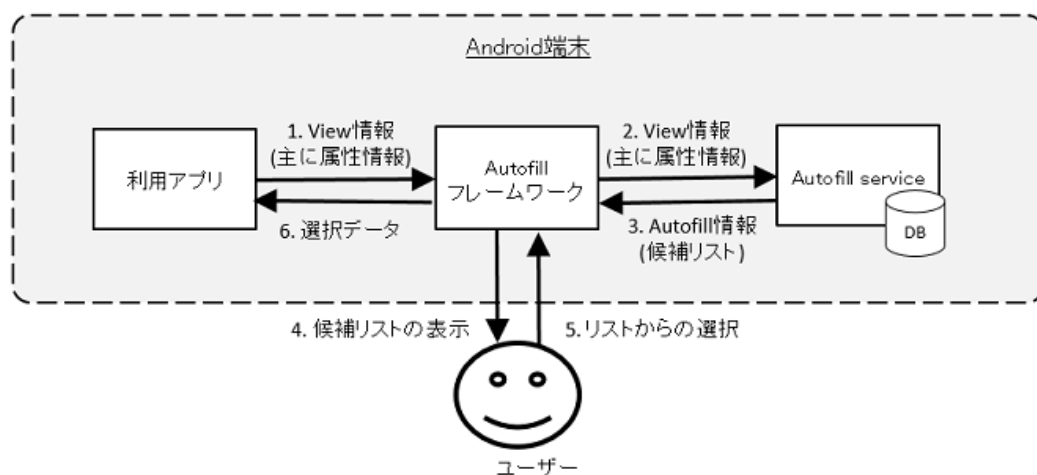 Android端末
1. View情報
(主に属性情報)
2. View情報
(主に属性情報)
利用アプリ
Autofill
フレームワーク
Autofill service
6. 選択データ
3. Autofill情報
(候補リスト)
DB
4. 候補リストの表示
5.リストからの選択
ユーザー